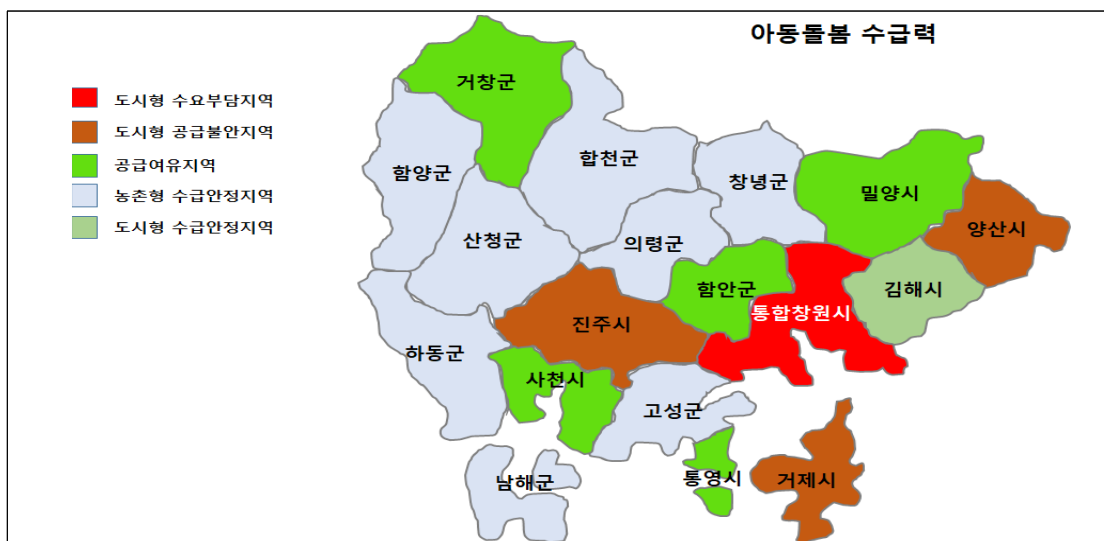 아동돌봄 수급력
도시형 수요부담지역
도시형 공급불안지역
공급여유지역
농촌형 수급안정지역
도시형 수급안정지역
거창군
함양군
합천군
창녕군
밀양시
양산시
산청군
의령군
함안군
통합창원시
김해시
진주시
하동군
사천시
고성군
남해군
통영시
거제시